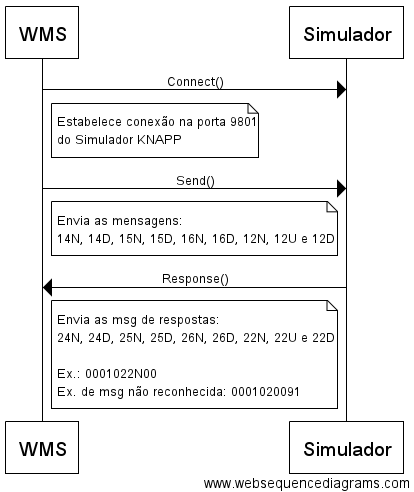 WMS
Simulador
Connect()
Estabelece conexão na porta 9801
do Simulador KNAPP
Send()
Envia as mensagens:
14N, 14D, 15N, 15D, 16N, 16D, 12N, 12U e 12D
Response()
Envia as msg de respostas:
24N, 24D, 25N, 25D, 26N, 26D, 22N, 22U e 22D
Ex.: 0001022N00
Ex. de msg não reconhecida: 0001020091
WMS
Simulador
www.websequencediagrams.com